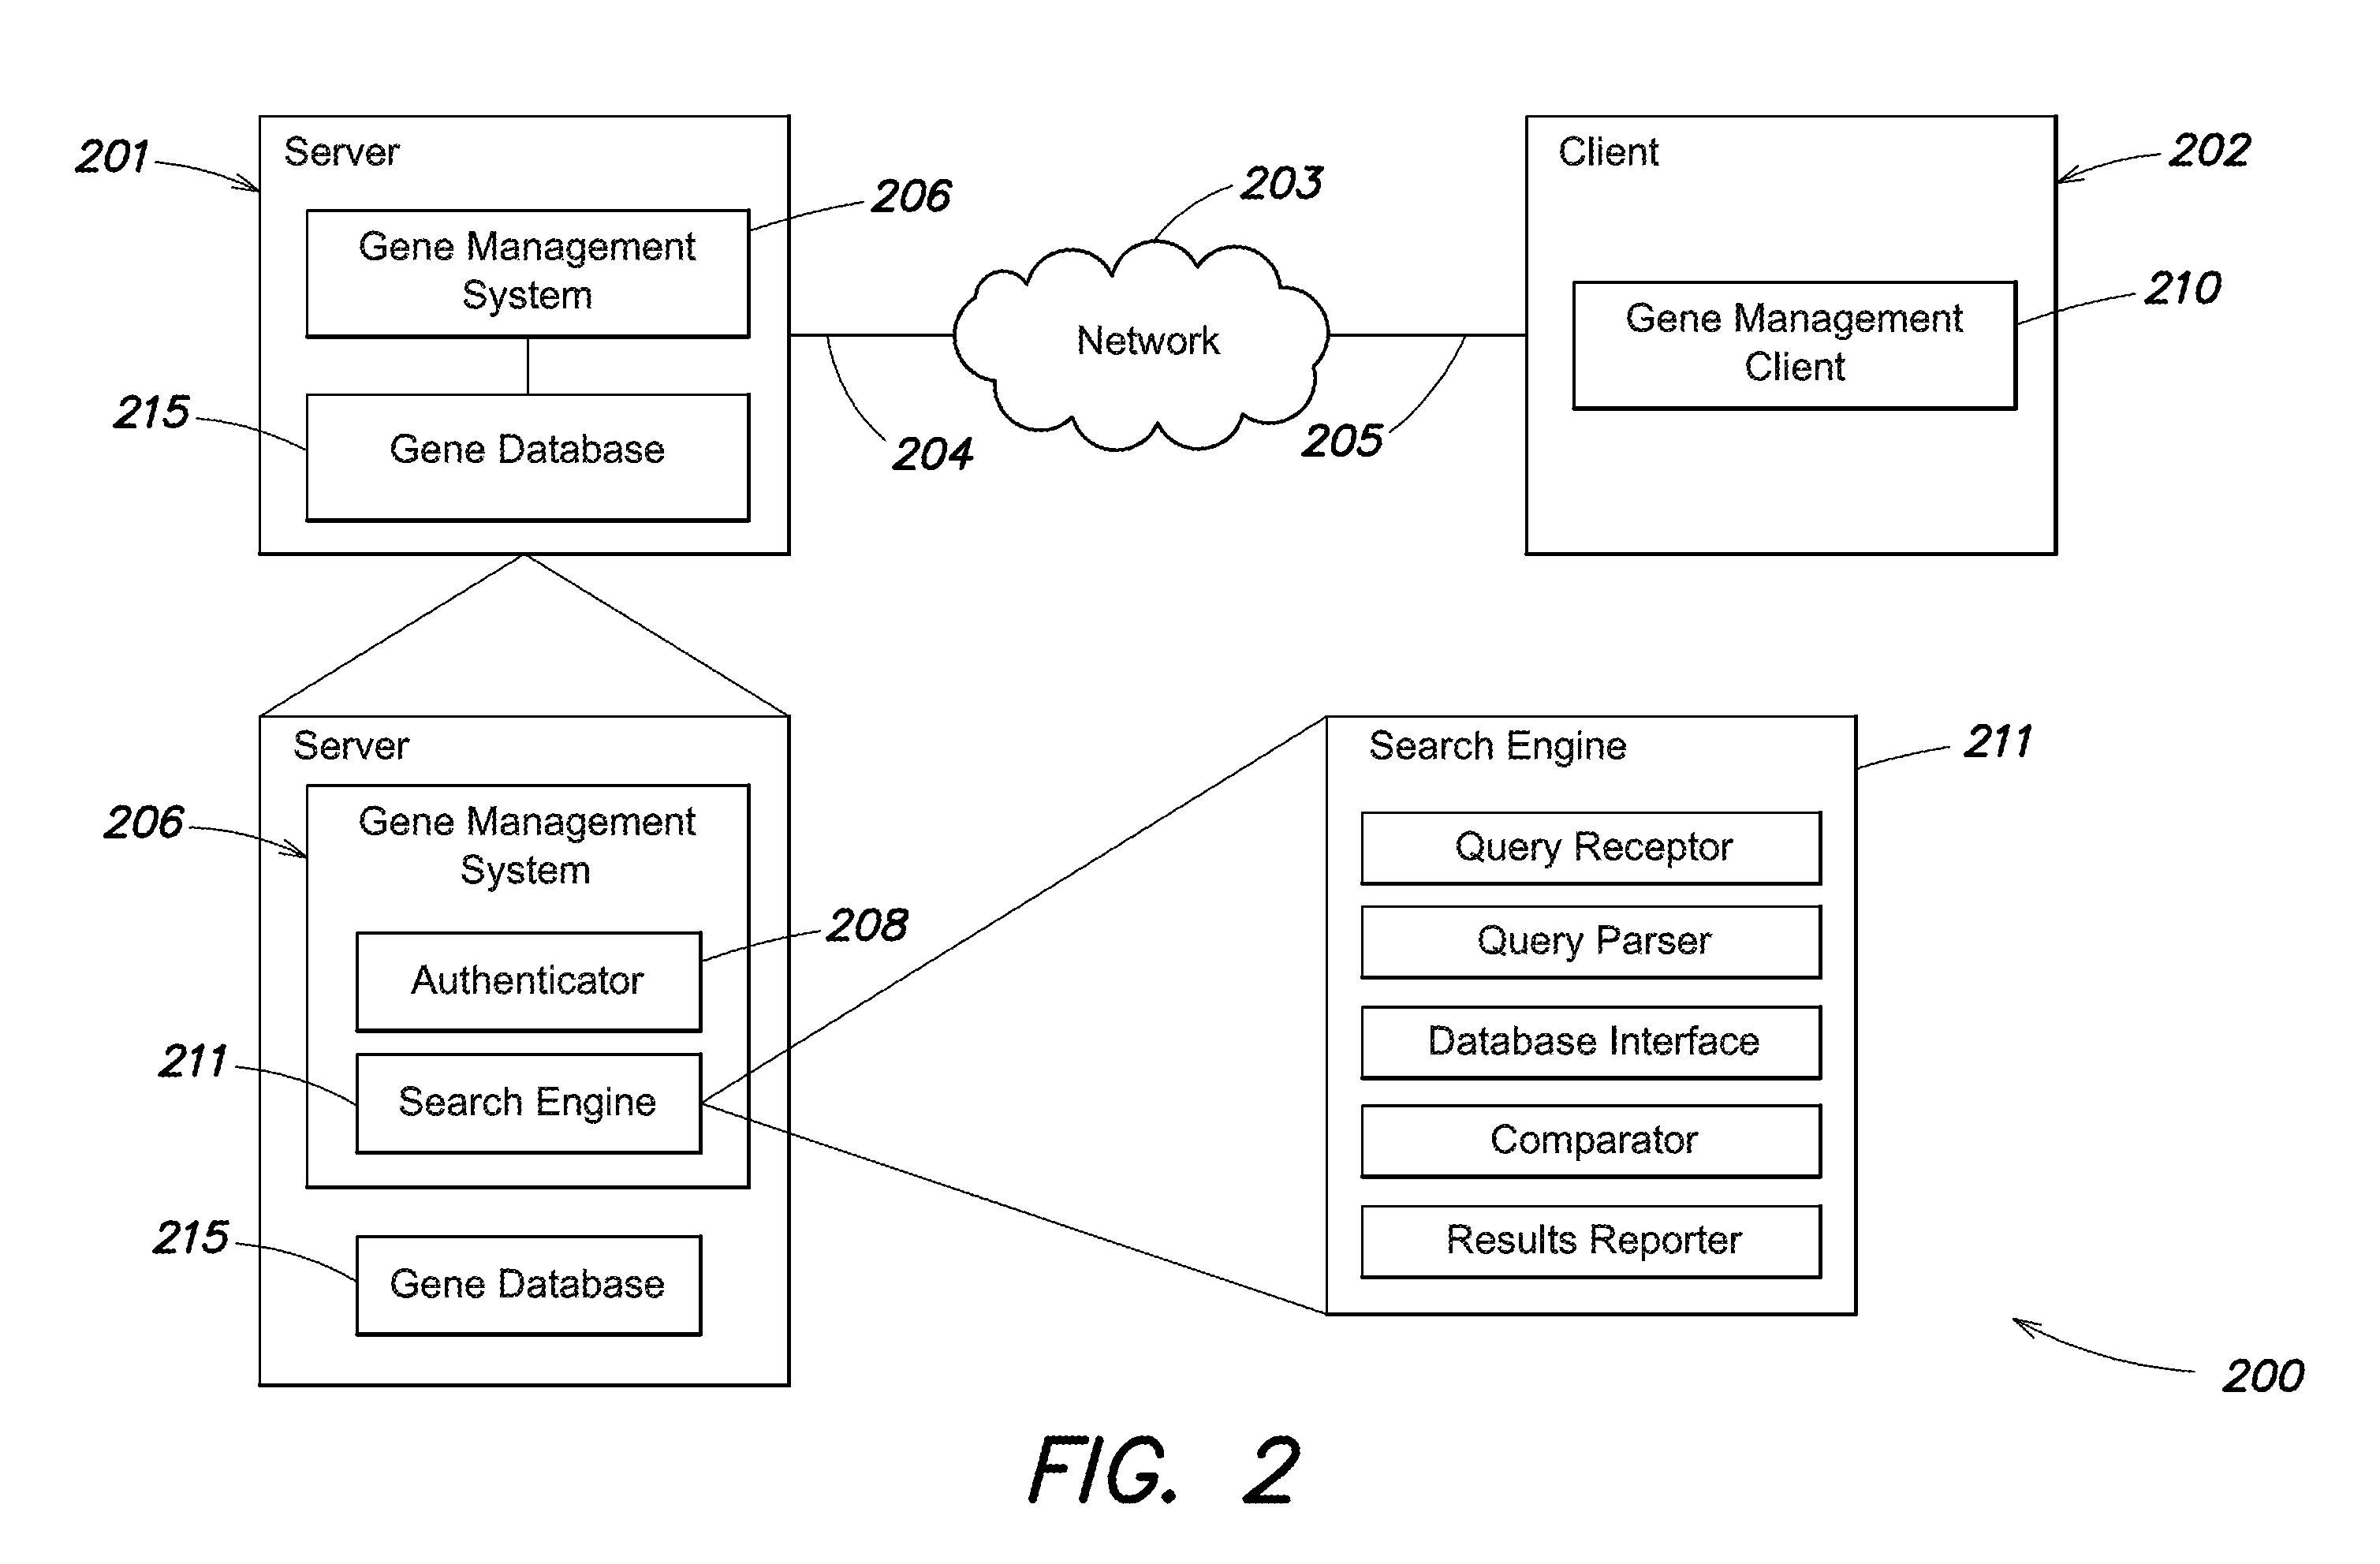 201
Server
Gene Management
System
206
215
Gene Database
204
Network
203
205
Client
202
Gene Management
Client
210
Server
206
Gene Management
System
208
Authenticator
211
Search Engine
215
Gene Database
Search Engine
211
Query Receptor
Query Parser
Database Interface
Comparator
Results Reporter
200
FIG. 2